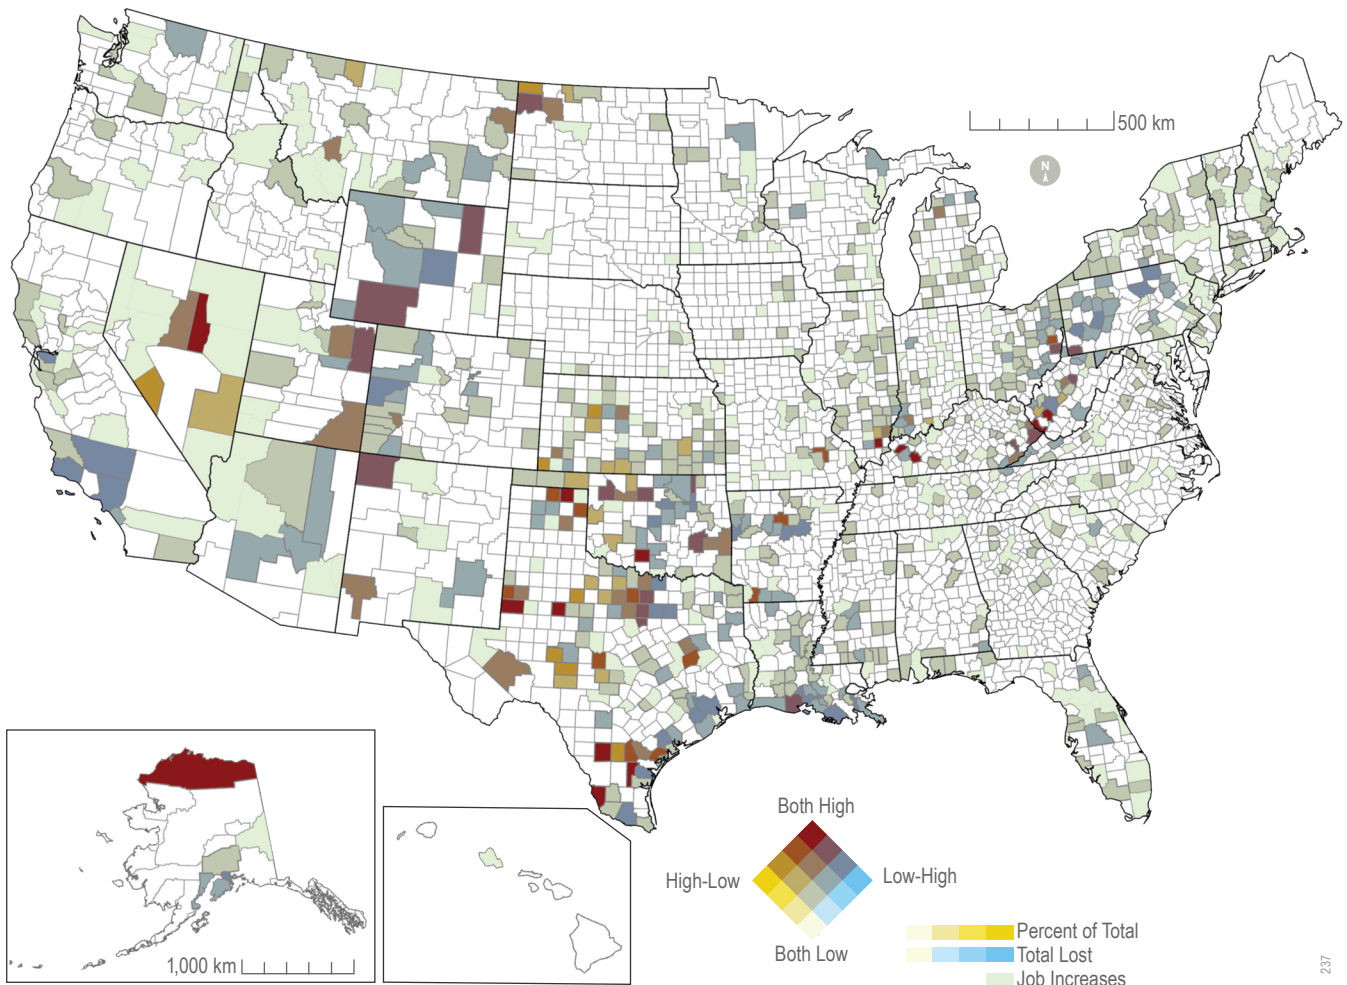 500 km
N
A
1,000 km
Both High
High-Low
Low-High
Both Low
Percent of Total
Total Lost
Job Increases
237